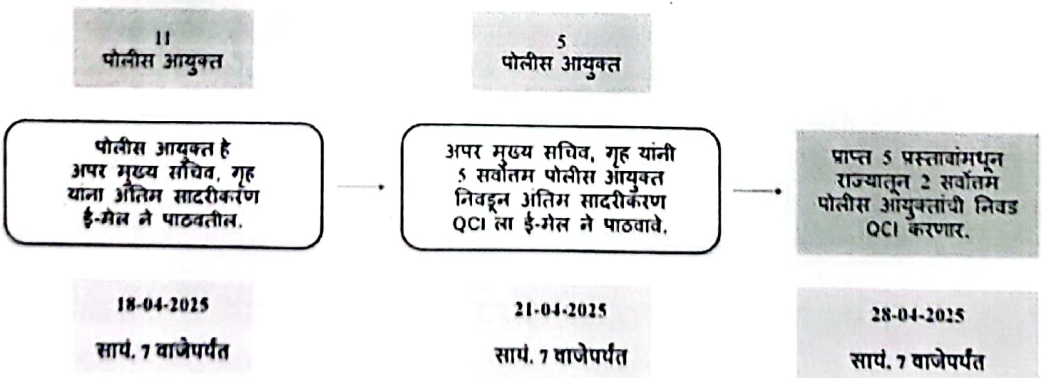 11
पोलीस आयुक्त
5
पोलीस आयुक्त
पोलीस आयुक्त हे
अपर मुख्य सचिव, गृह
यांना अंतिम सादरीकरण
ई-मेल ने पाठवतील.
अपर मुख्य सचिव, गृह यांनी
5 सर्वोत्तम पोलीस आयुक्त
निवडून अंतिम सादरीकरण
QCI ला ई-मेल ने पाठवावे.
प्राप्त 5 प्रस्तावांमधून
राज्यातून 2 सर्वोत्तम
पोलीस आयुक्तांची निवड
QCI करणार.
18-04-2025
सायं. 7 वाजेपर्यंत
21-04-2025
सायं. 7 वाजेपर्यंत
28-04-2025
सायं. 7 वाजेपर्यंत